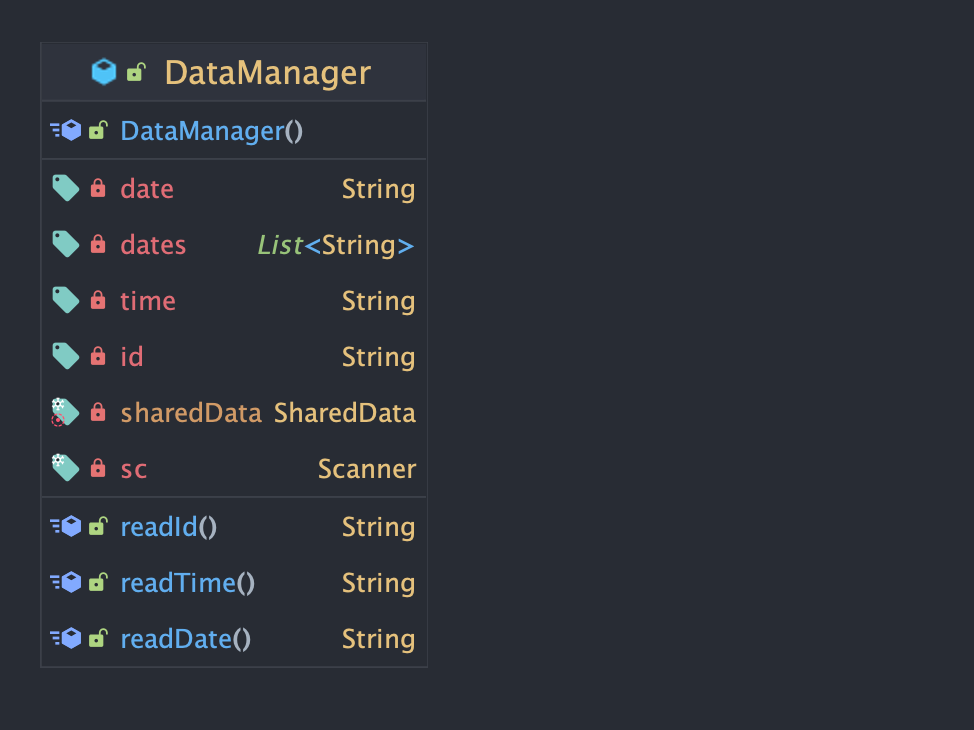 DataManager
DataManager()
date String
dates List<String>
time String
id String
sharedData SharedData
sc Scanner
readId() String
readTime() String
readDate() String